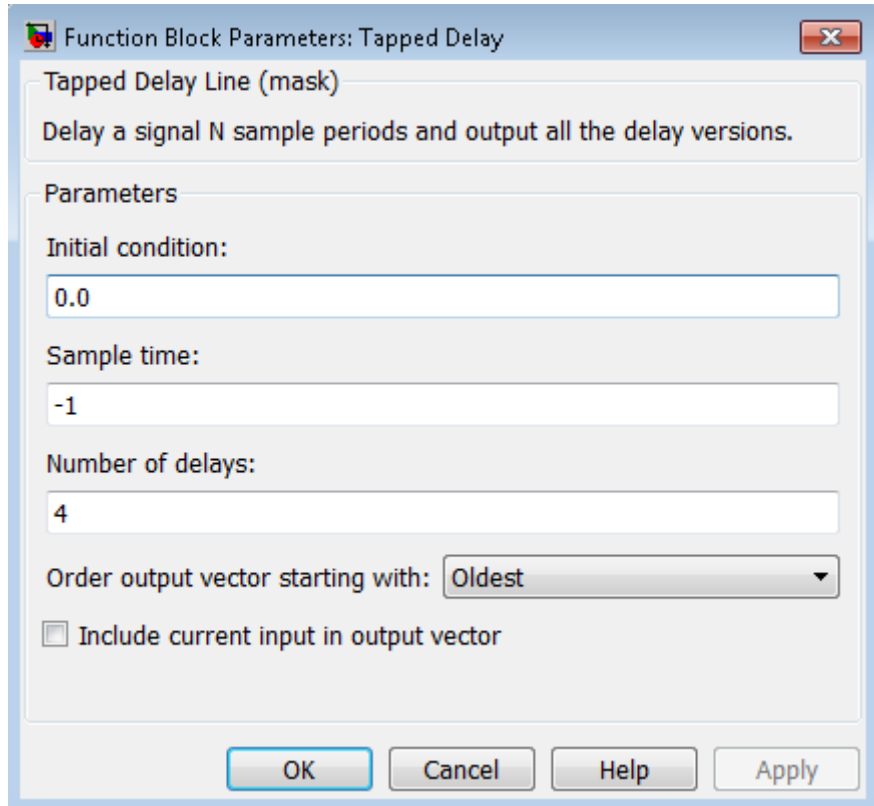 Function Block Parameters: Tapped Delay
Tapped Delay Line (mask)
Delay a signal N sample periods and output all the delay versions.
Parameters
Initial condition:
0.0
Sample time:
-1
Number of delays:
4
Order output vector starting with: Oldest
Include current input in output vector
OK Cancel Help Apply